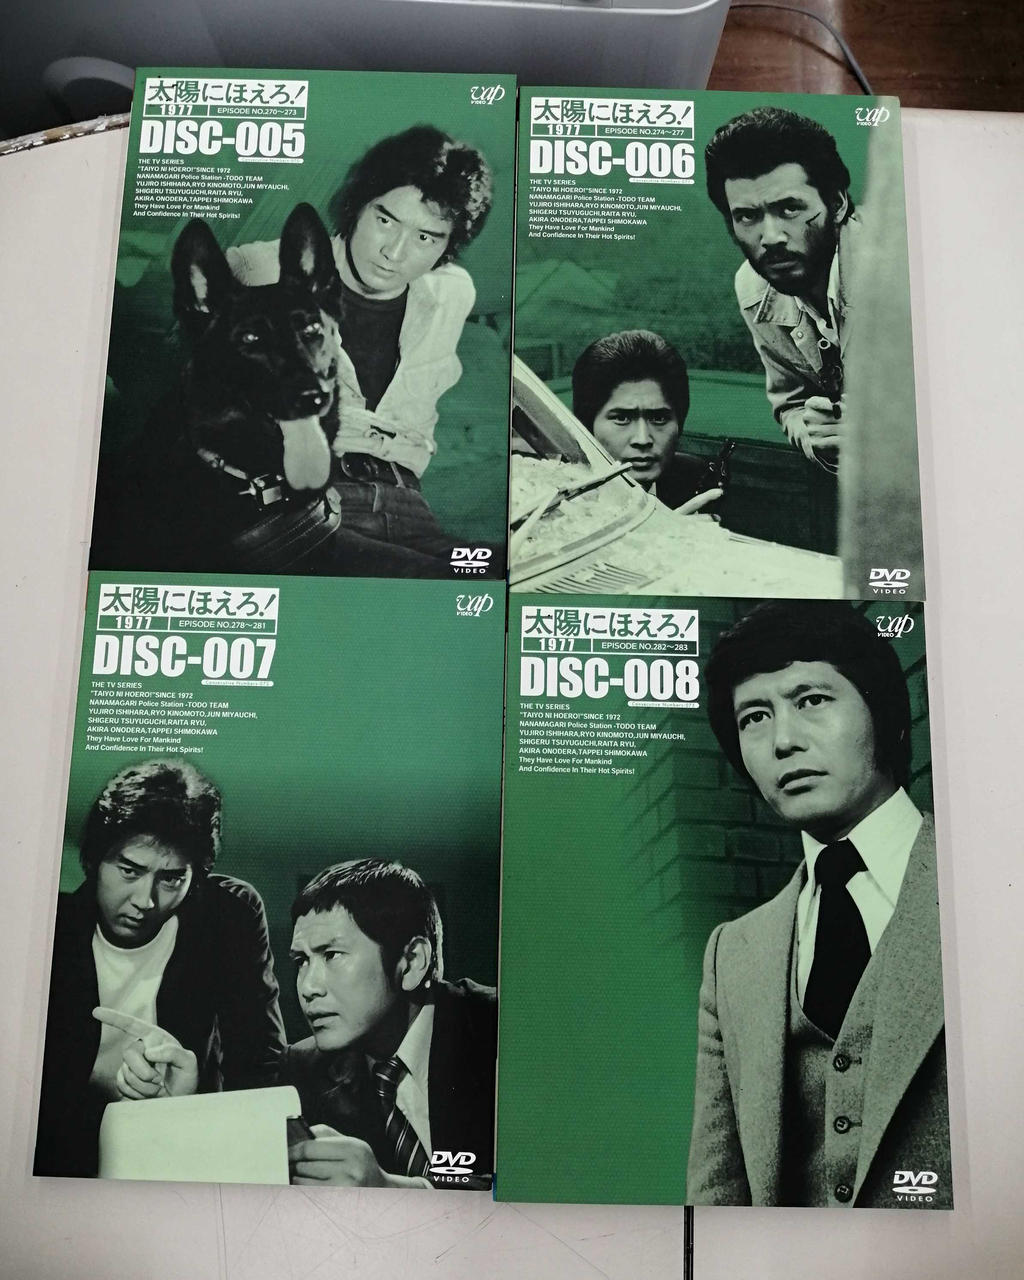 太陽にほえろ!
1977 EPISODE NO.270~273
DISC-005
THE TV SERIES
"TAIYO NI HOERO!"SINCE 1972
NANAMAGARI Police Station -TODO TEAM
YUJIRO ISHIHARA,RYO KINOMOTO,JUN MIYAUCHI,
SHIGERU TSUYUGUCHI,RAITA RYU,
AKIRA ONODERA,TAPPEI SHIMOKAWA
They Have Love For Mankind
And Confidence In Their Hot Spirits!
vap
VIDEO
DVD
VIDEO
太陽にほえろ!
1977 EPISODE NO.274~277
DISC-006
THE TV SERIES
"TAIYO NI HOERO!"SINCE 1972
NANAMAGARI Police Station -TODO TEAM
YUJIRO ISHIHARA,RYO KINOMOTO,JUN MIYAUCHI,
SHIGERU TSUYUGUCHI,RAITA RYU,
AKIRA ONODERA,TAPPEI SHIMOKAWA
They Have Love For Mankind
And Confidence In Their Hot Spirits!
vap
VIDEO
DVD
VIDEO
太陽にほえろ!
1977 EPISODE NO.278~281
DISC-007
THE TV SERIES
"TAIYO NI HOERO!"SINCE 1972
NANAMAGARI Police Station -TODO TEAM
YUJIRO ISHIHARA,RYO KINOMOTO,JUN MIYAUCHI,
SHIGERU TSUYUGUCHI,RAITA RYU,
AKIRA ONODERA,TAPPEI SHIMOKAWA
They Have Love For Mankind
And Confidence In Their Hot Spirits!
vap
VIDEO
DVD
VIDEO
太陽にほえろ!
1977 EPISODE NO.282~283
DISC-008
THE TV SERIES
"TAIYO NI HOERO!"SINCE 1972
NANAMAGARI Police Station -TODO TEAM
YUJIRO ISHIHARA,RYO KINOMOTO,JUN MIYAUCHI,
SHIGERU TSUYUGUCHI,RAITA RYU,
AKIRA ONODERA,TAPPEI SHIMOKAWA
They Have Love For Mankind
And Confidence In Their Hot Spirits!
vap
VIDEO
DVD
VIDEO